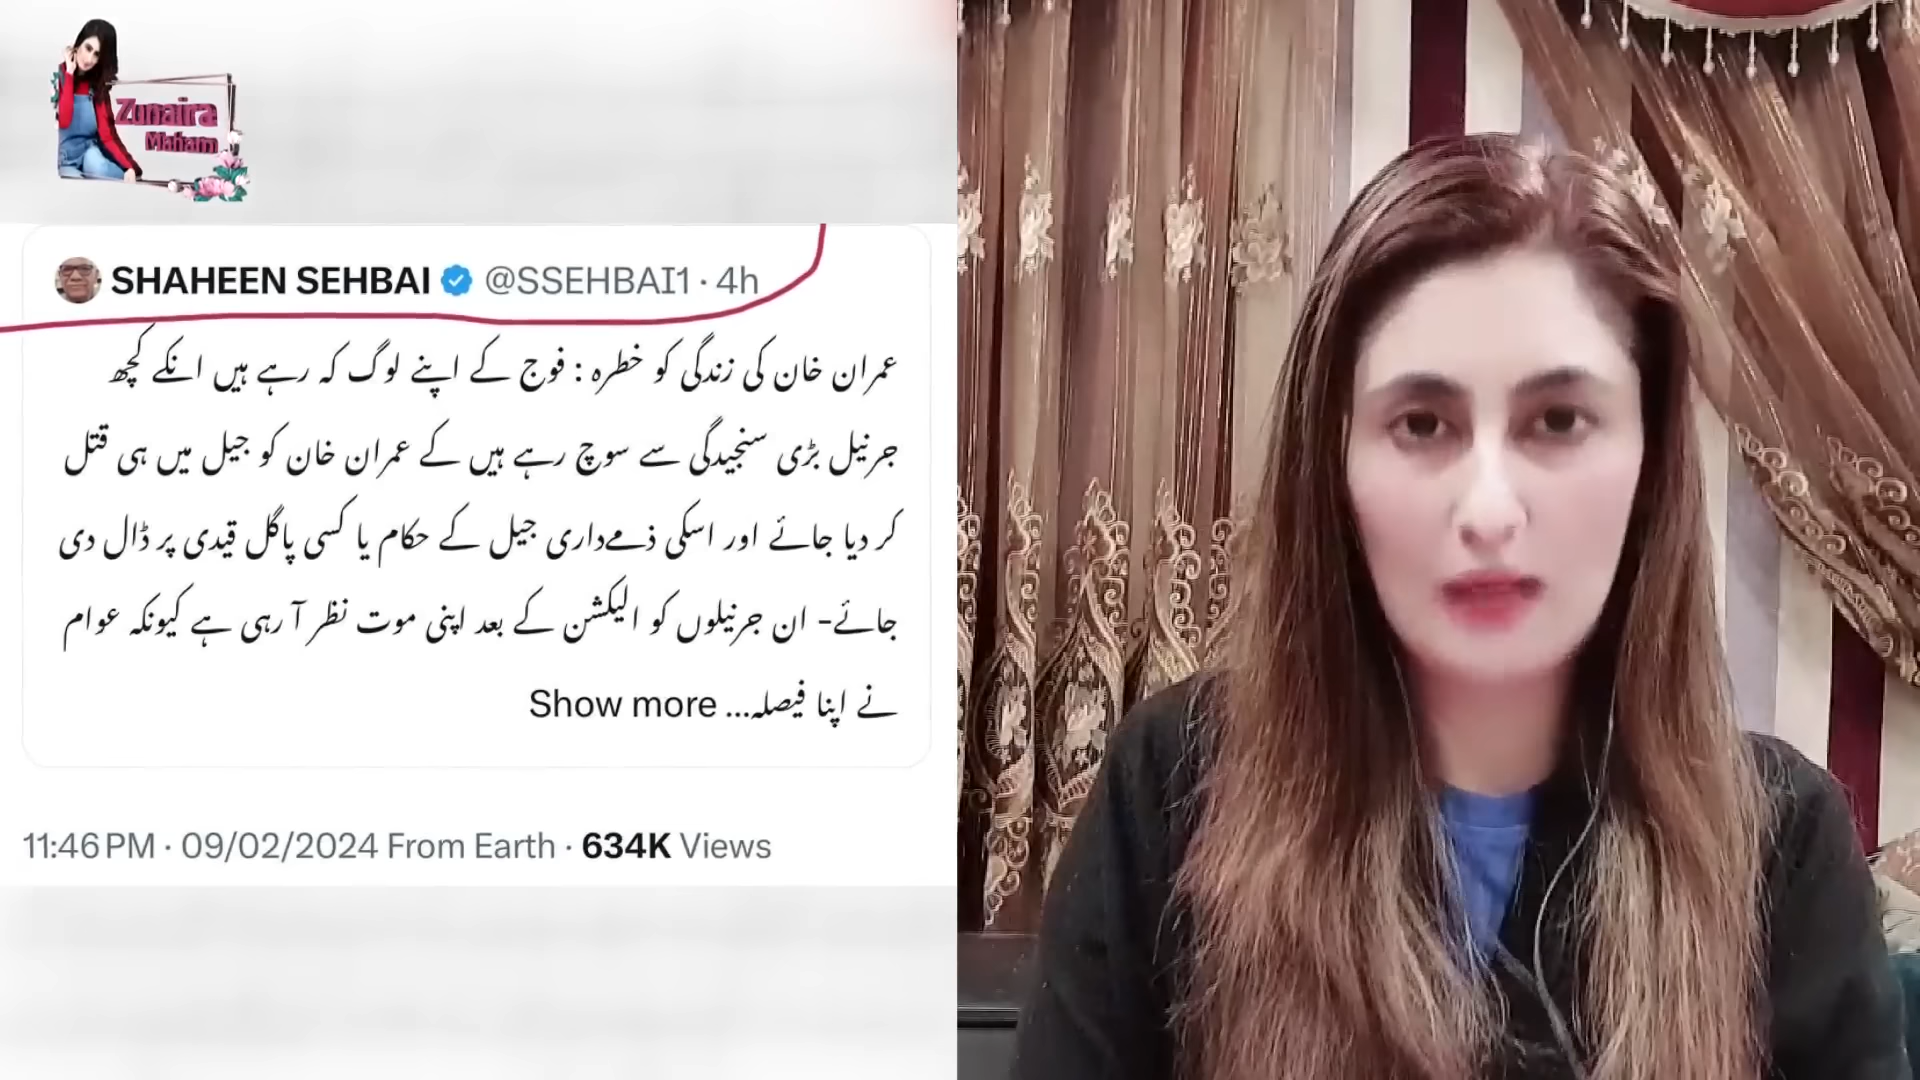 Zunaira
Maham
SHAHEEN SEHBAI @SSEHBAI1 · 4h
عمران خان کی زندگی کو خطرہ : فوج کے اپنے لوگ کہ رہے ہیں انکے کچھ
جرنیل بڑی سنجیدگی سے سوچ رہے ہیں کے عمران خان کو جیل میں ہی قتل
کر دیا جائے اور اسکی ذمےداری جیل کے حکام یا کسی پاگل قیدی پر ڈال دی
جائے- ان جرنیلوں کو الیکشن کے بعد اپنی موت نظر آ رہی ہے کیونکہ عوام
نے اپنا فیصلہ... Show more
11:46 PM · 09/02/2024 From Earth · 634K Views